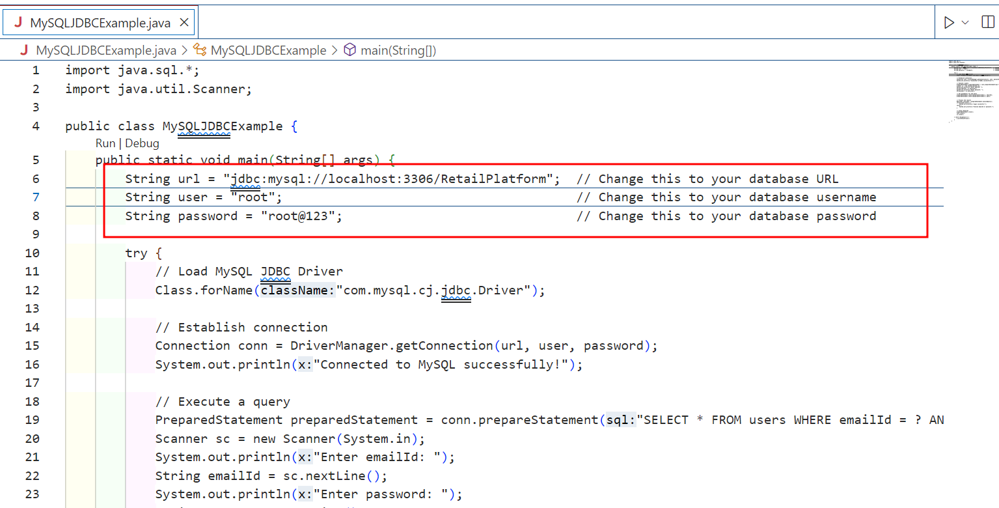 J MySQLJDBCExample.java
J MySQLJDBCExample.java > MySQLJDBCExample > main(String[])
1 import java.sql.*;
2 import java.util.Scanner;
3
4 public class MySQLJDBCExample {
Run | Debug
5 public static void main(String[] args) {
6 String url = "jdbc:mysql://localhost:3306/RetailPlatform"; // Change this to your database URL
7 String user = "root"; // Change this to your database username
8 String password = "root@123"; // Change this to your database password
9
10 try {
11 // Load MySQL JDBC Driver
12 Class.forName(className:"com.mysql.cj.jdbc.Driver");
13
14 // Establish connection
15 Connection conn = DriverManager.getConnection(url, user, password);
16 System.out.println(x:"Connected to MySQL successfully!");
17
18 // Execute a query
19 PreparedStatement preparedStatement = conn.prepareStatement(sql:"SELECT * FROM users WHERE emailId = ? AN
20 Scanner sc = new Scanner(System.in);
21 System.out.println(x:"Enter emailId: ");
22 String emailId = sc.nextLine();
23 System.out.println(x:"Enter password: ");